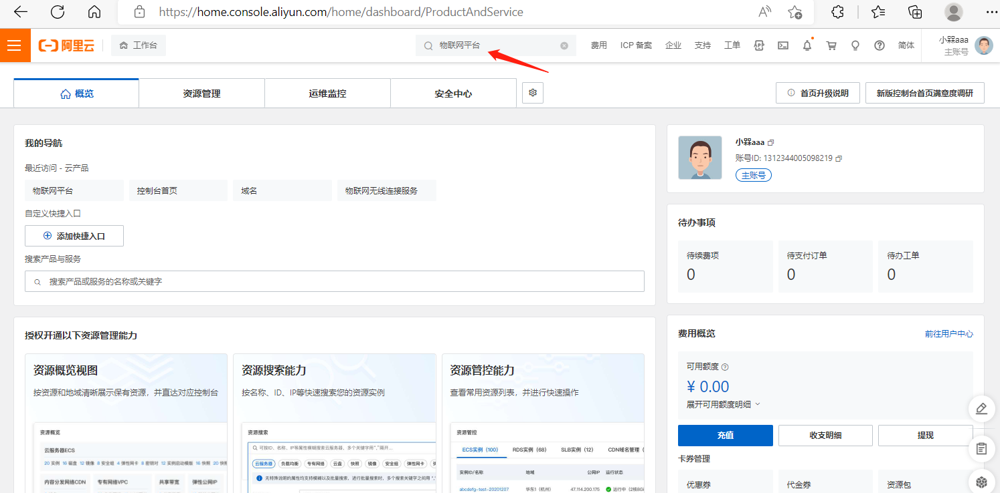 https://home.console.aliyun.com/home/dashboard/ProductAndService
阿里云
工作台
物联网平台
费用
ICP 备案
企业
支持
工单
简体
小槑aaa
主账号
概览
资源管理
运维监控
安全中心
首页升级说明
新版控制台首页满意度调研
我的导航
最近访问 - 云产品
物联网平台
控制台首页
域名
物联网无线连接服务
自定义快捷入口
添加快捷入口
搜索产品与服务
搜索产品或服务的名称或关键字
小槑aaa
账号ID: 1312344005098219
主账号
待办事项
待续费项
待支付订单
待办工单
0
0
0
授权开通以下资源管理能力
资源概览视图
按资源和地域清晰展示保有资源，并直达对应控制台
资源概览
云服务器ECS
20 实例 16 磁盘 12 镜像 8 安全组 4 弹性网卡 8 密钥对 12 实例启动模版 16 快照 20 快照
内容分发网络CDN
专有网络VPC
共享带宽
弹性公网IP
资源搜索能力
按名称、ID、IP等快速搜索您的资源实例
资源搜索
可按ID、名称、IP等属性模糊搜索云服务器，多个关键字用“,”隔开...
云服务器
负载均衡
专有网络
云盘
快照
镜像
安全组
弹性网卡
弹
无特殊说明的属性均支持模糊以及批量搜索，进行批量搜索时，多个搜索关键字之间用 “,”
资源管控能力
查看常用资源列表，并进行快速操作
资源管控
ECS实例（100）
RDS实例（68）
SLB实例（12）
CDN域名管理（
实例ID/名称
地域
公网IP
运行状态
abcdefg-test-20201207
华东1（杭州）
47.114.200.175
运行中（2核8Gi
费用概览
前往用户中心
可用额度
¥ 0.00
展开可用额度明细
充值
收支明细
提现
卡券管理
优惠券
代金券
资源包